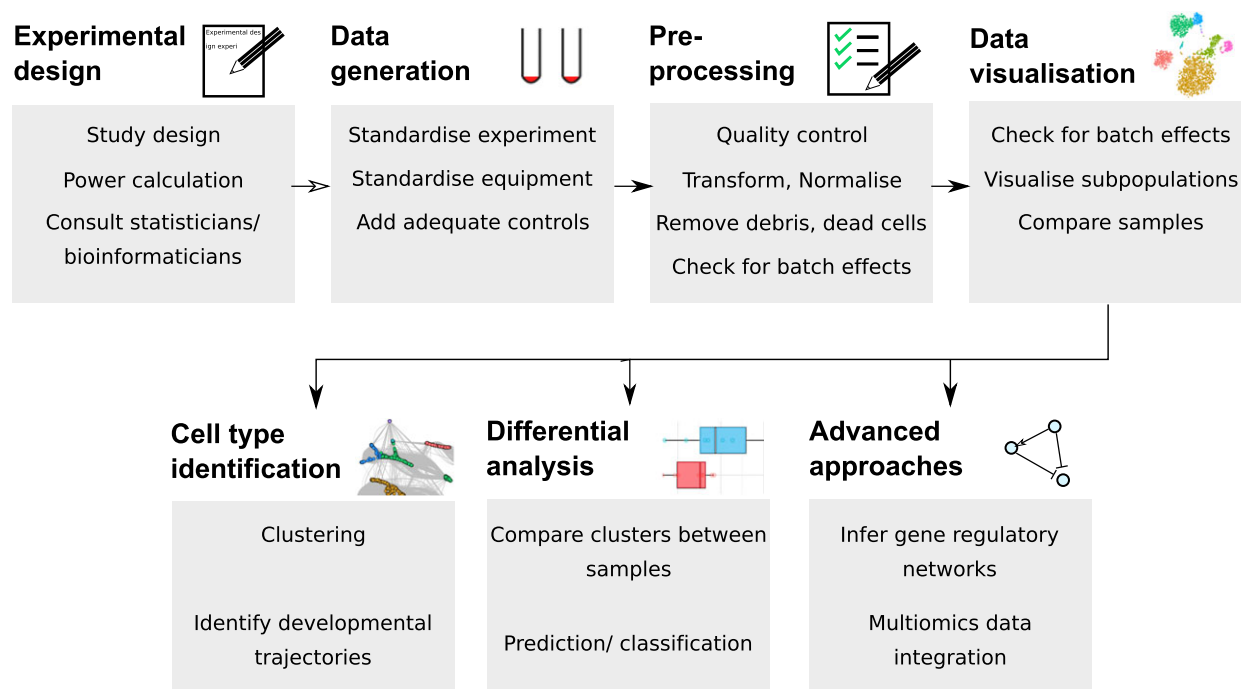 Experimental
design
Experimental des
ign experi
Data
generation
Pre-
processing
Data
visualisation
Study design
Power calculation
Consult statisticians/
bioinformaticians
Standardise experiment
Standardise equipment
Add adequate controls
Quality control
Transform, Normalise
Remove debris, dead cells
Check for batch effects
Check for batch effects
Visualise subpopulations
Compare samples
Cell type
identification
Differential
analysis
Advanced
approaches
Clustering
Identify developmental
trajectories
Compare clusters between
samples
Prediction/ classification
Infer gene regulatory
networks
Multiomics data
integration